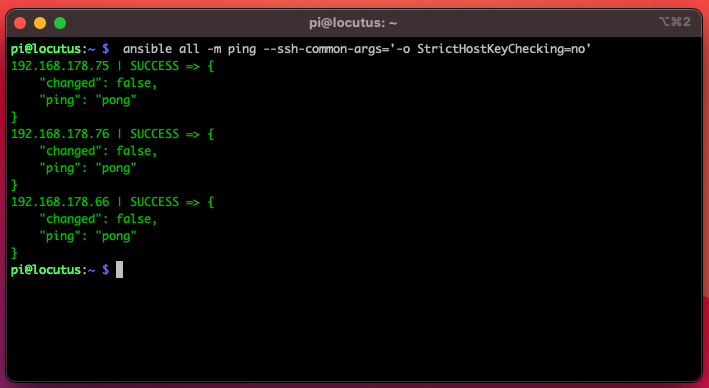 pi@locutus: ~
⌥⌘2
pi@locutus:~ $  ansible all -m ping --ssh-common-args='-o StrictHostKeyChecking=no'
192.168.178.75 | SUCCESS => {
    "changed": false,
    "ping": "pong"
}
192.168.178.76 | SUCCESS => {
    "changed": false,
    "ping": "pong"
}
192.168.178.66 | SUCCESS => {
    "changed": false,
    "ping": "pong"
}
pi@locutus:~ $